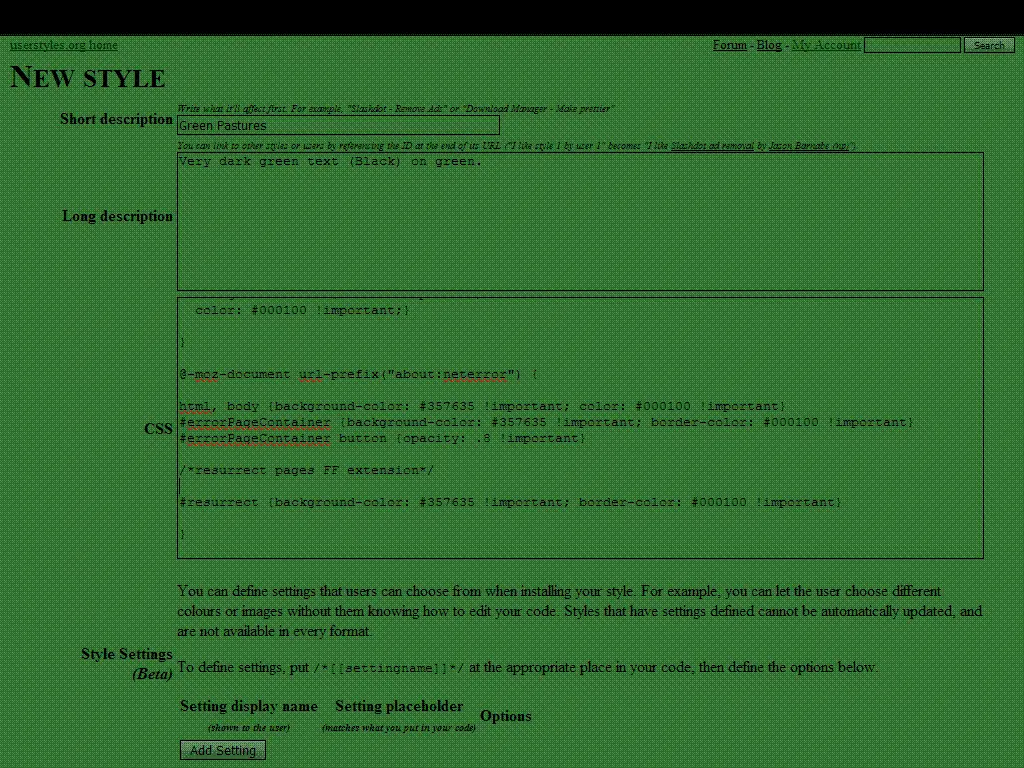 userstyles.org home
Forum - Blog - My Account Search
NEW STYLE
Write what it'll affect first. For example, "Slashdot - Remove Ads" or "Download Manager - Make prettier"
Short description
Green Pastures
You can link to other styles or users by referencing the ID at the end of its URL ("I like style 1 by user 1" becomes "I like Slashdot ad removal by Jason Barnabe (np)").
Long description
Very dark green text (Black) on green.
CSS
color: #000100 !important;}
}
@-moz-document url-prefix("about:neterror") {
html, body {background-color: #357635 !important; color: #000100 !important}
#errorPageContainer {background-color: #357635 !important; border-color: #000100 !important}
#errorPageContainer button {opacity: .8 !important}
/*resurrect pages FF extension*/
#resurrect {background-color: #357635 !important; border-color: #000100 !important}
}
You can define settings that users can choose from when installing your style. For example, you can let the user choose different
colours or images without them knowing how to edit your code. Styles that have settings defined cannot be automatically updated, and
are not available in every format.
Style Settings
(Beta)
To define settings, put /*[[settingname]]*/ at the appropriate place in your code, then define the options below.
Setting display name Setting placeholder Options
(shown to the user) (matches what you put in your code)
Add Setting